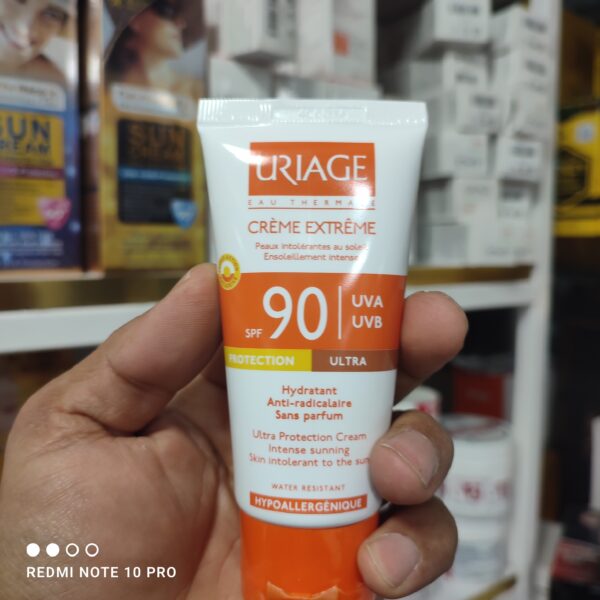 URIAGE
EAU THERMALE
CRÈME EXTRÊME
Peaux intolérantes au soleil
Ensoleillement intense
SPF 90 UVA
UVB
PROTECTION ULTRA
Hydratant
Anti-radicalaire
Sans parfum
Ultra Protection Cream
Intense sunning
Skin intolerant to the sun
WATER RESISTANT
HYPOALLERGÉNIQUE
SUN
SUN
REDMI NOTE 10 PRO